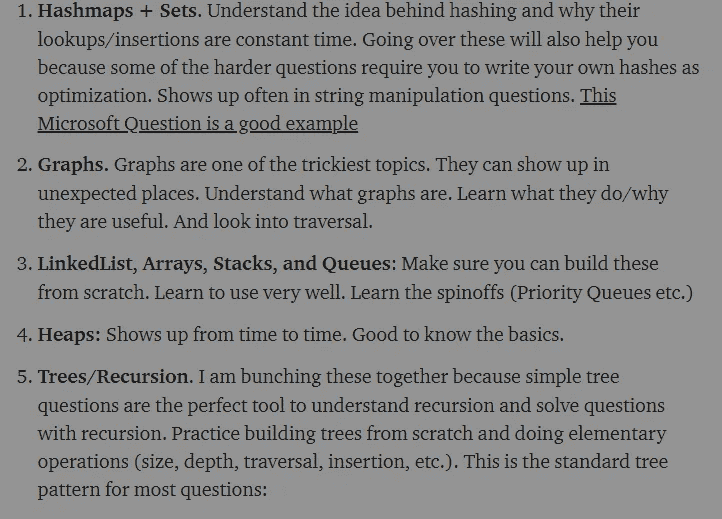 1. Hashmaps + Sets. Understand the idea behind hashing and why their
lookups/insertions are constant time. Going over these will also help you
because some of the harder questions require you to write your own hashes as
optimization. Shows up often in string manipulation questions. This
Microsoft Question is a good example
2. Graphs. Graphs are one of the trickiest topics. They can show up in
unexpected places. Understand what graphs are. Learn what they do/why
they are useful. And look into traversal.
3. LinkedList, Arrays, Stacks, and Queues: Make sure you can build these
from scratch. Learn to use very well. Learn the spinoffs (Priority Queues etc.)
4. Heaps: Shows up from time to time. Good to know the basics.
5. Trees/Recursion. I am bunching these together because simple tree
questions are the perfect tool to understand recursion and solve questions
with recursion. Practice building trees from scratch and doing elementary
operations (size, depth, traversal, insertion, etc.). This is the standard tree
pattern for most questions: